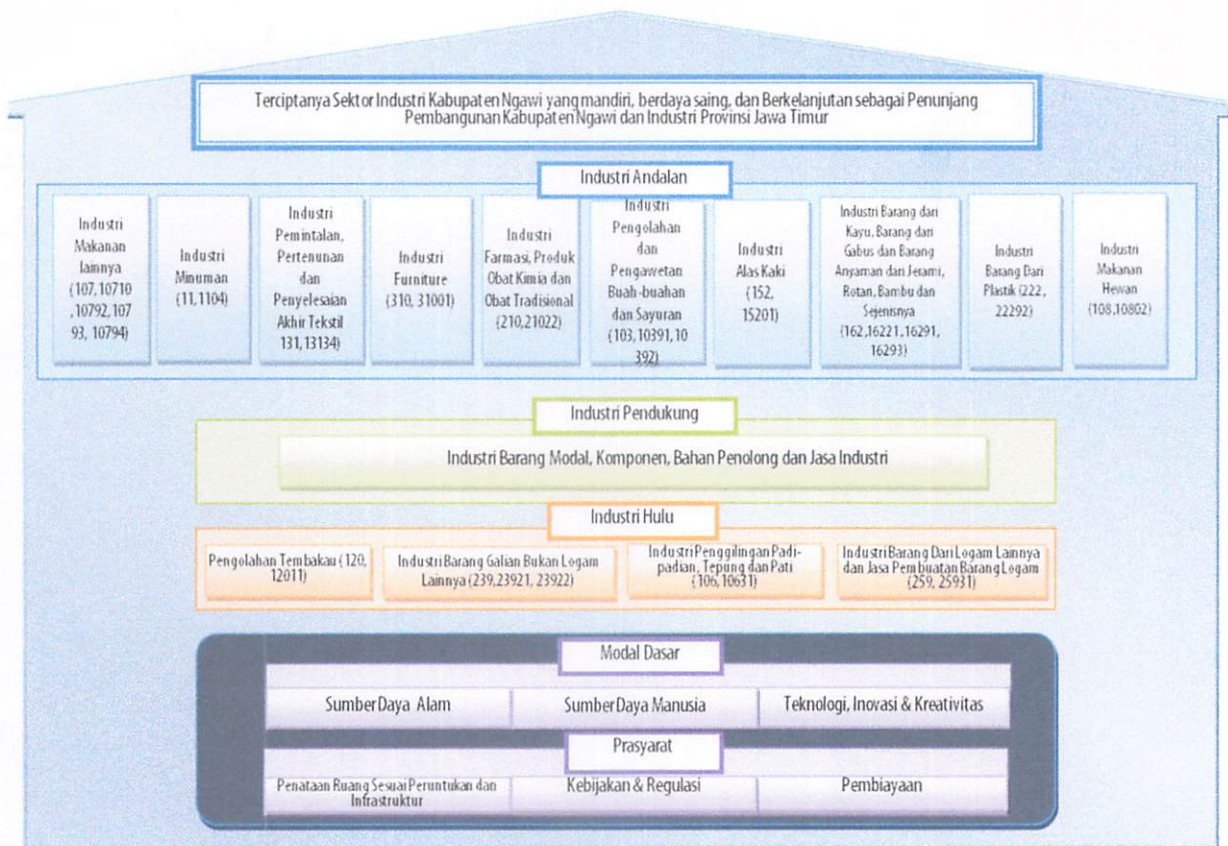 Terciptanya Sektor Industri Kabupaten Ngawi yang mandiri, berdaya saing, dan Berkelanjutan sebagai Penunjang
Pembangunan Kabupaten Ngawi dan Industri Provinsi Jawa Timur
Industri Andalan
Industri
Makanan
lainnya
(107, 10710
,10792, 107
93, 10794)
Industri
Minuman
(11,1104)
Industri
Pemintalan,
Pertenunan
dan
Penyelesaian
Akhir Tekstil
131, 13134)
Industri
Furniture
(310, 31001)
Industri
Farmasi, Produk
Obat Kimia dan
Obat Tradisional
(210,21022)
Industri
Pengolahan
dan
Pengawetan
Buah-buahan
dan Sayuran
(103, 10391, 10
392)
Industri
Alas Kaki
(152,
15201)
Industri Barang dari
Kayu, Barang dari
Gabus dan Barang
Anyaman dari Jerami,
Rotan, Bambu dan
Sejenisnya
(162,16221,16291,
16293)
Industri
Barang Dari
Plastik (222,
22292)
Industri
Makanan
Hewan
(108,10802)
Industri Pendukung
Industri Barang Modal, Komponen, Bahan Penolong dan Jasa Industri
Industri Hulu
Pengolahan Tembakau (120,
12011)
Industri Barang Galian Bukan Logam
Lainnya (239,23921, 23922)
Industri Penggilingan Padi-
padian, Tepung dan Pati
(106, 10631)
Industri Barang Dari Logam Lainnya
dan Jasa Pembuatan Barang Logam
(259, 25931)
Modal Dasar
Sumber Daya Alam
Sumber Daya Manusia
Teknologi, Inovasi & Kreativitas
Prasyarat
Penataan Ruang Sesuai Peruntukan dan
Infrastruktur
Kebijakan & Regulasi
Pembiayaan